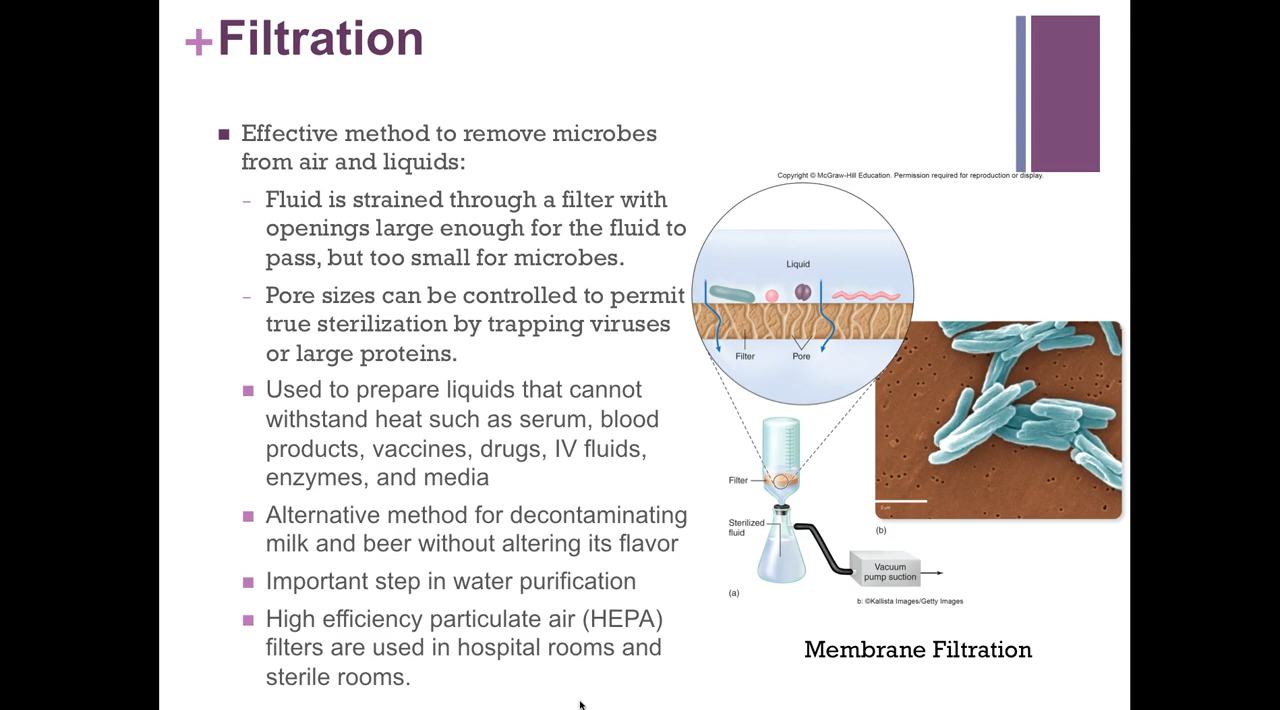 +Filtration
■ Effective method to remove microbes
from air and liquids:
– Fluid is strained through a filter with
openings large enough for the fluid to
pass, but too small for microbes.
– Pore sizes can be controlled to permit
true sterilization by trapping viruses
or large proteins.
■ Used to prepare liquids that cannot
withstand heat such as serum, blood
products, vaccines, drugs, IV fluids,
enzymes, and media
■ Alternative method for decontaminating
milk and beer without altering its flavor
■ Important step in water purification
■ High efficiency particulate air (HEPA)
filters are used in hospital rooms and
sterile rooms.
Copyright © McGraw-Hill Education. Permission required for reproduction or display.
Liquid
Filter
Pore
Filter
Sterilized
fluid
Vacuum
pump suction
(a)
(b)
b: ©Kallista Images/Getty Images
Membrane Filtration